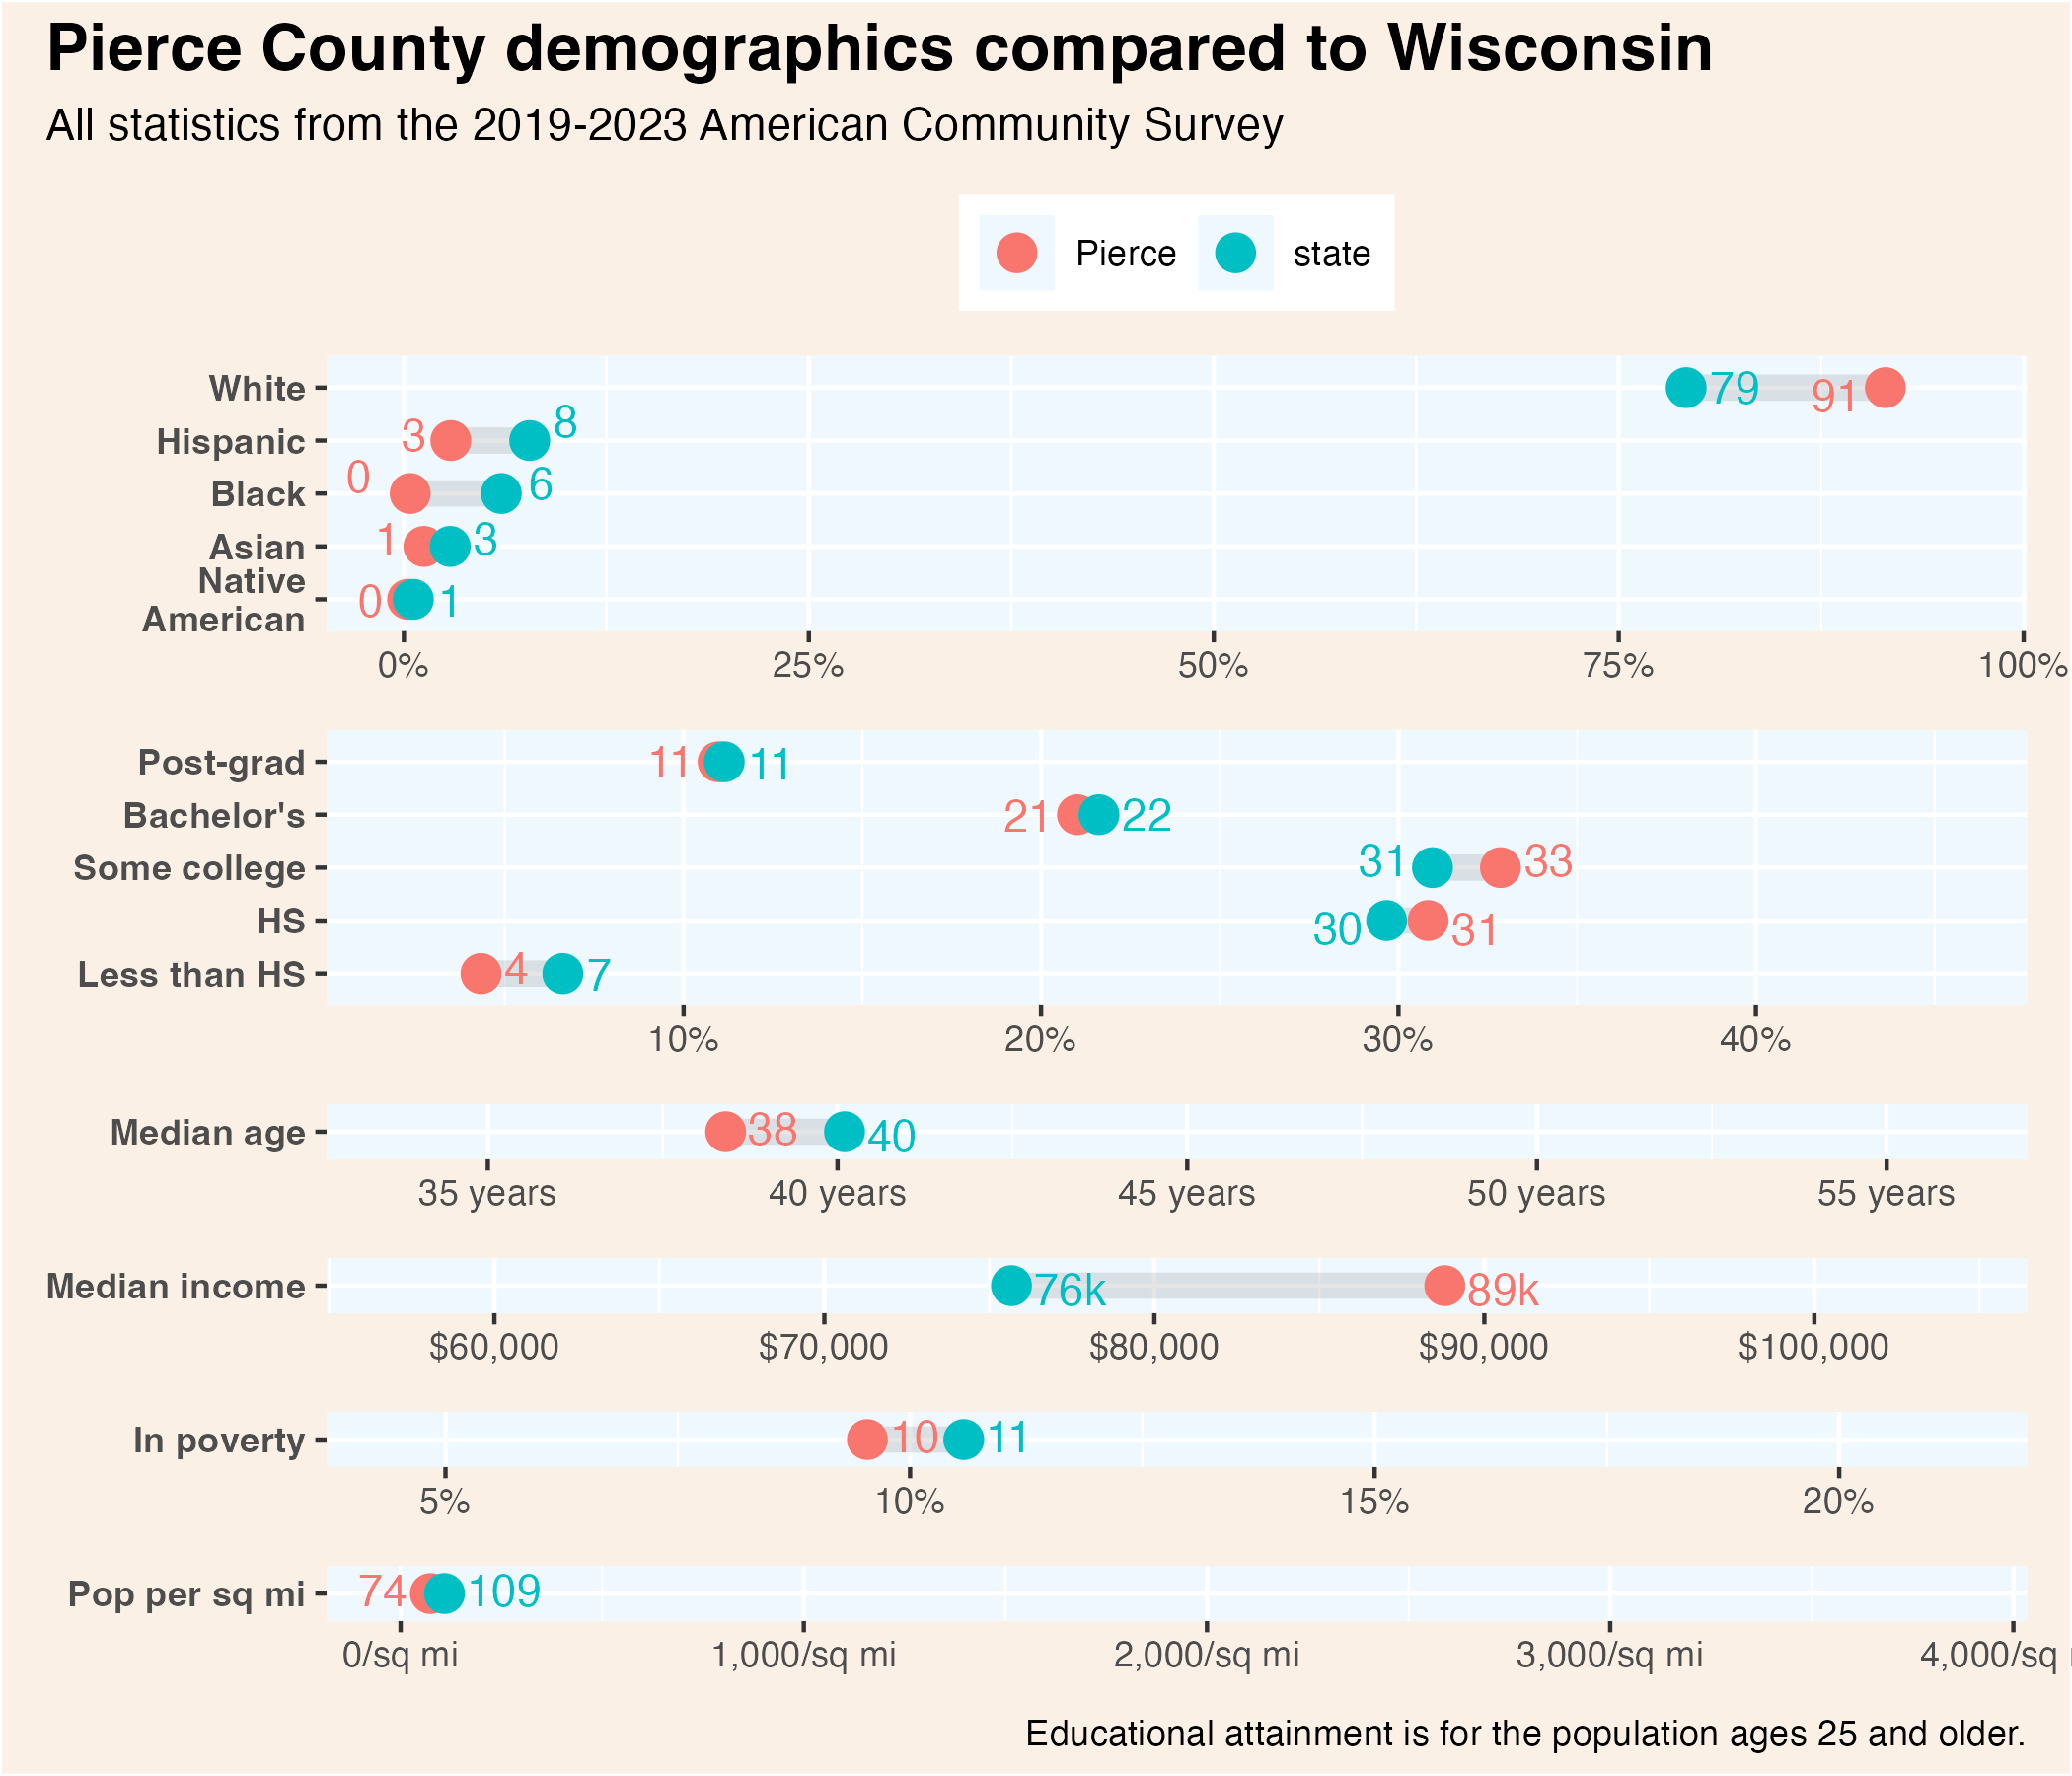 Pierce County demographics compared to Wisconsin
All statistics from the 2019-2023 American Community Survey
Pierce state
White 79 91
Hispanic 3 8
Black 0 6
Asian 1 3
Native
American 0 1
0% 25% 50% 75% 100%
Post-grad 11 11
Bachelor's 21 22
Some college 31 33
HS 30 31
Less than HS 4 7
10% 20% 30% 40%
Median age 38 40
35 years 40 years 45 years 50 years 55 years
Median income 76k 89k
$60,000 $70,000 $80,000 $90,000 $100,000
In poverty 10 11
5% 10% 15% 20%
Pop per sq mi 74 109
0/sq mi 1,000/sq mi 2,000/sq mi 3,000/sq mi 4,000/sq
Educational attainment is for the population ages 25 and older.